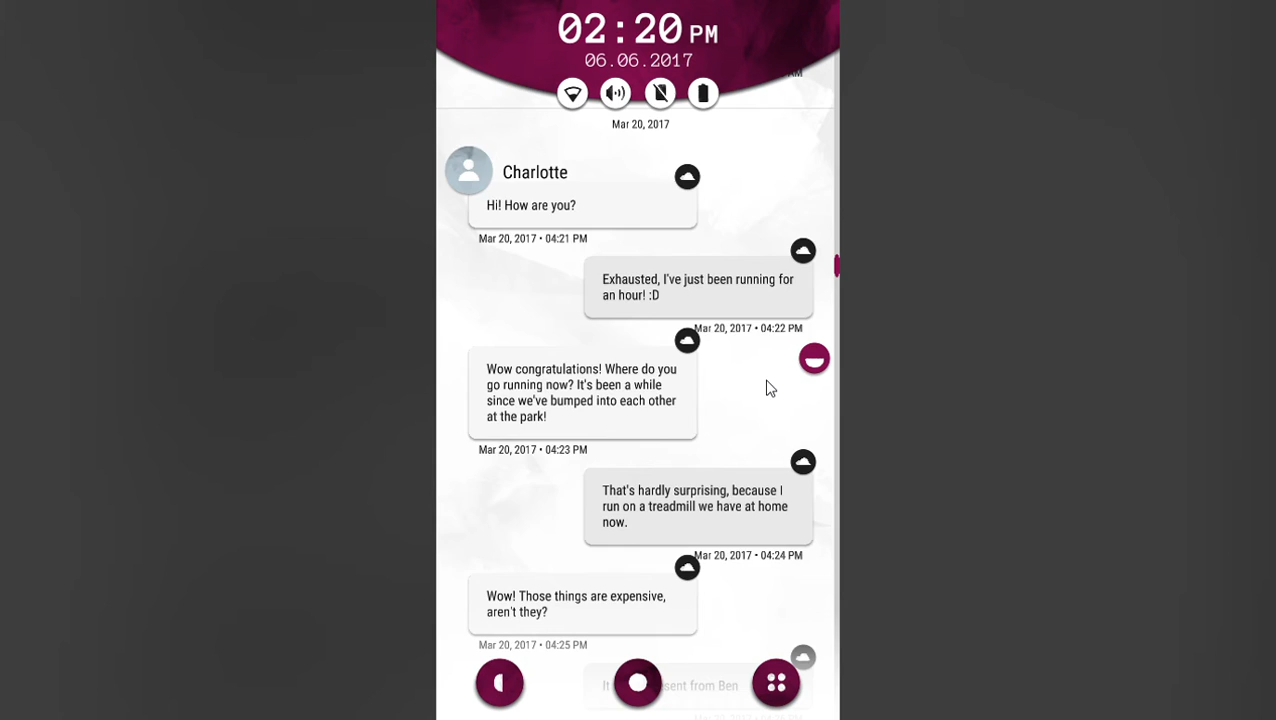 02:20 PM
06.06.2017
AM
Mar 20, 2017
Charlotte
Hi! How are you?
Mar 20, 2017 • 04:21 PM
Exhausted, I've just been running for
an hour! :D
Mar 20, 2017 • 04:22 PM
Wow congratulations! Where do you
go running now? It's been a while
since we've bumped into each other
at the park!
Mar 20, 2017 • 04:23 PM
That's hardly surprising, because I
run on a treadmill we have at home
now.
Mar 20, 2017 • 04:24 PM
Wow! Those things are expensive,
aren't they?
Mar 20, 2017 • 04:25 PM
from Ben